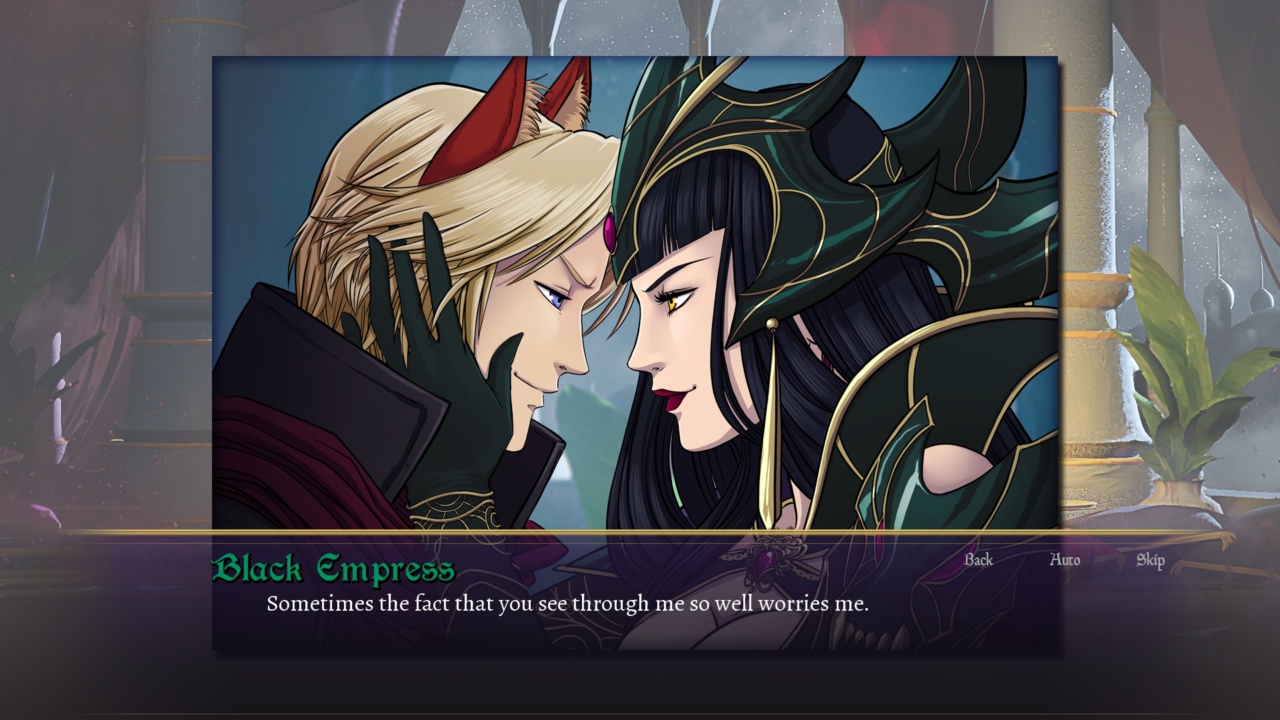 Black Empress
Back Auto Skip
Sometimes the fact that you see through me so well worries me.